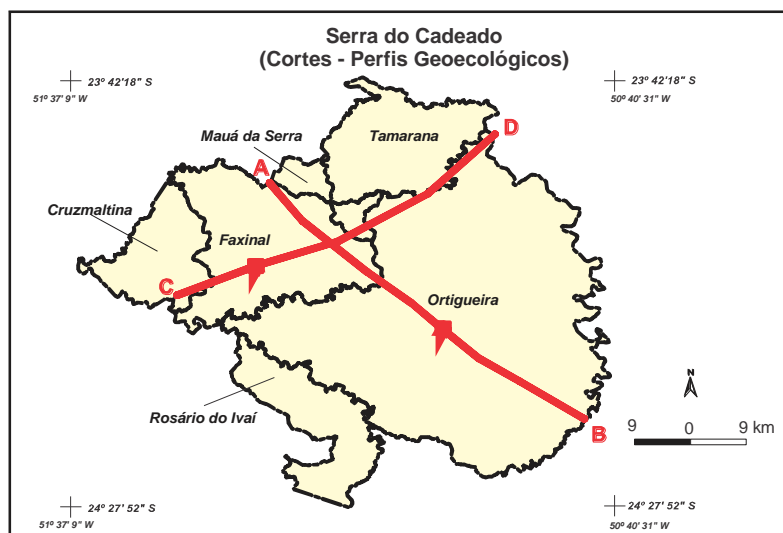 Serra do Cadeado
(Cortes - Perfis Geoecológicos)
23º 42'18" S
51º 37' 9" W
23º 42'18" S
50º 40' 31" W
Mauá da Serra
Tamarana
D
A
Cruzmaltina
Faxinal
C
Ortigueira
Rosário do Ivaí
B
N
9 0 9 km
24º 27' 52" S
51º 37' 9" W
24º 27' 52" S
50º 40' 31" W